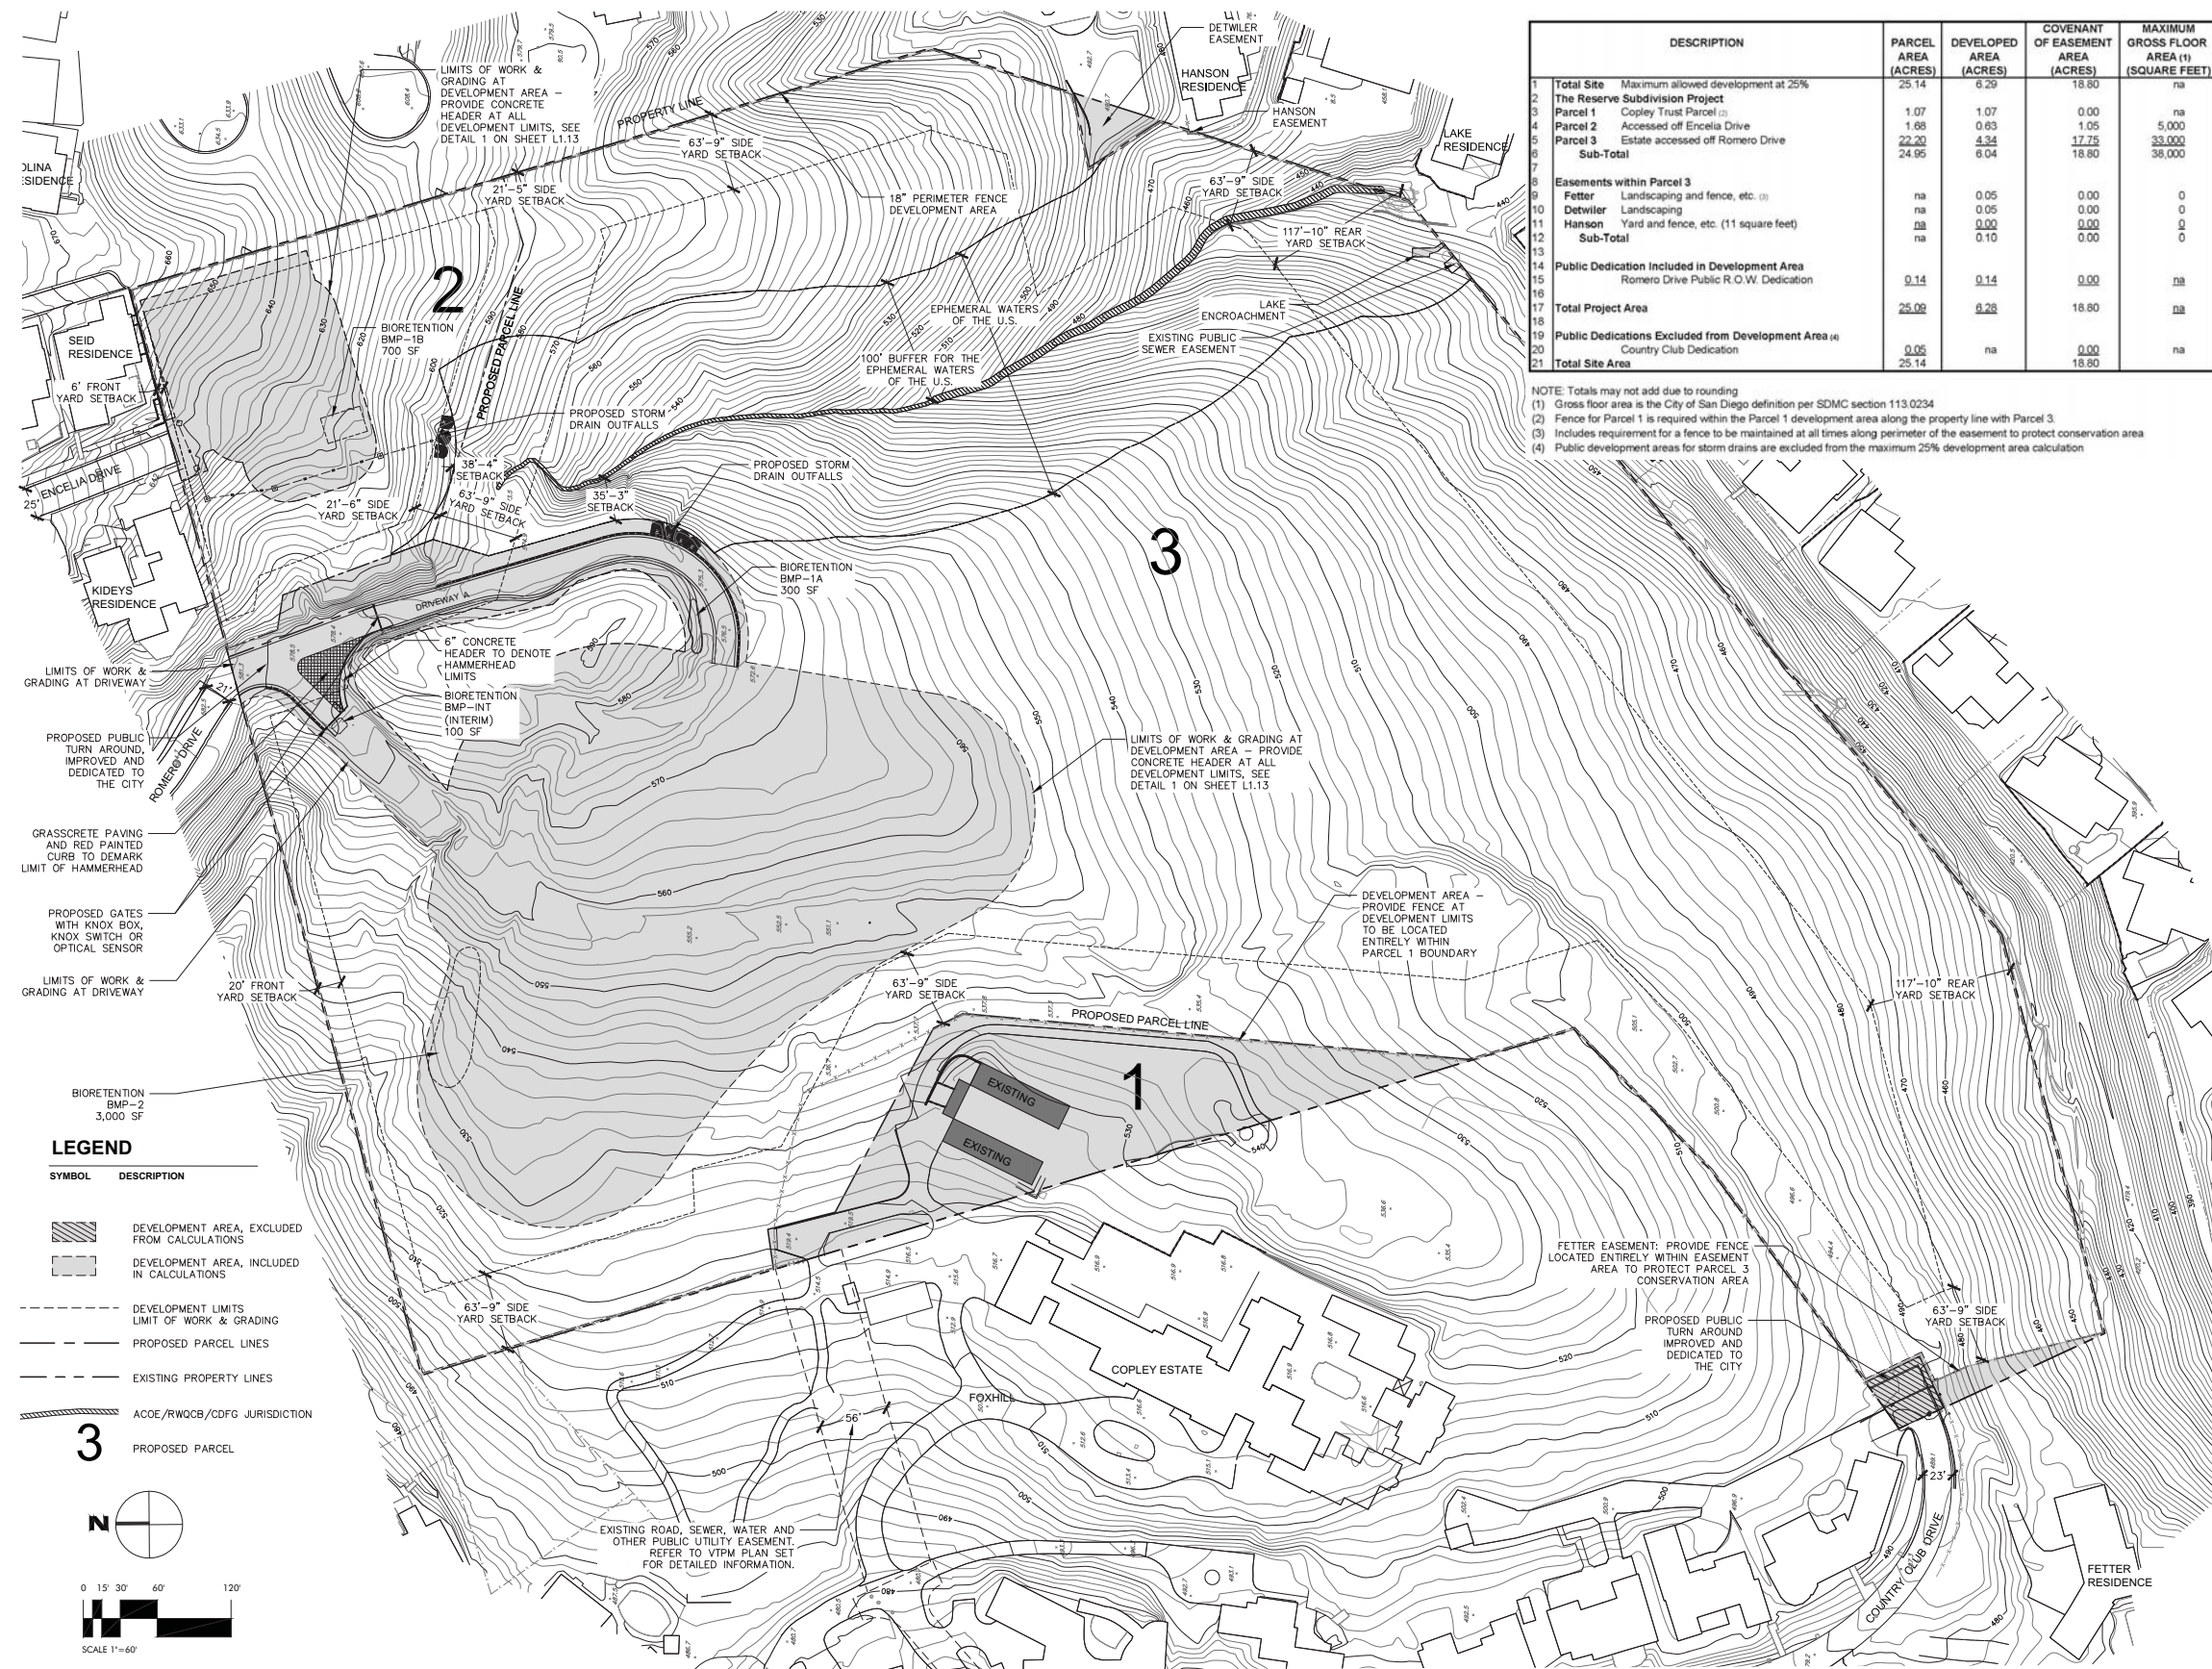 DETWILER
EASEMENT
HANSON
RESIDENCE
HANSON
EASEMENT
LAKE
RESIDENCE
LIMITS OF WORK &
GRADING AT
DEVELOPMENT AREA –
PROVIDE CONCRETE
HEADER AT ALL
DEVELOPMENT LIMITS, SEE
DETAIL 1 ON SHEET L1.13
PROPERTY LINE
63'-9" SIDE
YARD SETBACK
21'-5" SIDE
YARD SETBACK
18" PERIMETER FENCE
DEVELOPMENT AREA
63'-9" SIDE
YARD SETBACK
117'-10" REAR
YARD SETBACK
OLINA
ESIDENCE
2
PROPOSED PARCEL LINE
BIORETENTION
BMP-1B
700 SF
SEID
RESIDENCE
6' FRONT
YARD SETBACK
EPHEMERAL WATERS
OF THE U.S.
LAKE
ENCROACHMENT
EXISTING PUBLIC
SEWER EASEMENT
100' BUFFER FOR THE
EPHEMERAL WATERS
OF THE U.S.
PROPOSED STORM
DRAIN OUTFALLS
ENCELIA DRIVE
25'
38'-4"
SETBACK
63'-9" SIDE
YARD SETBACK
21'-6" SIDE
YARD SETBACK
35'-3"
SETBACK
PROPOSED STORM
DRAIN OUTFALLS
3
KIDEYS
RESIDENCE
DRIVEWAY A
BIORETENTION
BMP-1A
300 SF
6" CONCRETE
HEADER TO DENOTE
HAMMERHEAD
LIMITS
BIORETENTION
BMP-INT
(INTERIM)
100 SF
LIMITS OF WORK &
GRADING AT DRIVEWAY
21'
ROMERO DRIVE
PROPOSED PUBLIC
TURN AROUND,
IMPROVED AND
DEDICATED TO
THE CITY
GRASSCRETE PAVING
AND RED PAINTED
CURB TO DEMARK
LIMIT OF HAMMERHEAD
PROPOSED GATES
WITH KNOX BOX,
KNOX SWITCH OR
OPTICAL SENSOR
LIMITS OF WORK &
GRADING AT DRIVEWAY
20' FRONT
YARD SETBACK
LIMITS OF WORK & GRADING AT
DEVELOPMENT AREA – PROVIDE
CONCRETE HEADER AT ALL
DEVELOPMENT LIMITS, SEE
DETAIL 1 ON SHEET L1.13
DEVELOPMENT AREA –
PROVIDE FENCE AT
DEVELOPMENT LIMITS
TO BE LOCATED
ENTIRELY WITHIN
PARCEL 1 BOUNDARY
63'-9" SIDE
YARD SETBACK
PROPOSED PARCEL LINE
117'-10" REAR
YARD SETBACK
1
EXISTING
EXISTING
BIORETENTION
BMP-2
3,000 SF
63'-9" SIDE
YARD SETBACK
FETTER EASEMENT: PROVIDE FENCE
LOCATED ENTIRELY WITHIN EASEMENT
AREA TO PROTECT PARCEL 3
CONSERVATION AREA
PROPOSED PUBLIC
TURN AROUND
IMPROVED AND
DEDICATED TO
THE CITY
63'-9" SIDE
YARD SETBACK
COPLEY ESTATE
FOXHILL
56'
23'
COUNTRY CLUB DRIVE
FETTER
RESIDENCE
EXISTING ROAD, SEWER, WATER AND
OTHER PUBLIC UTILITY EASEMENT.
REFER TO VTPM PLAN SET
FOR DETAILED INFORMATION.
LEGEND
SYMBOL DESCRIPTION
DEVELOPMENT AREA, EXCLUDED
FROM CALCULATIONS
DEVELOPMENT AREA, INCLUDED
IN CALCULATIONS
DEVELOPMENT LIMITS
LIMIT OF WORK & GRADING
PROPOSED PARCEL LINES
EXISTING PROPERTY LINES
ACOE/RWQCB/CDFG JURISDICTION
3 PROPOSED PARCEL
N
0 15' 30' 60' 120'
SCALE 1"=60'
DESCRIPTION PARCEL AREA (ACRES) DEVELOPED AREA (ACRES) COVENANT OF EASEMENT AREA (ACRES) MAXIMUM GROSS FLOOR AREA (1) (SQUARE FEET)
1 Total Site Maximum allowed development at 25% 25.14 6.29 18.80 na
2 The Reserve Subdivision Project
3 Parcel 1 Copley Trust Parcel (2) 1.07 1.07 0.00 na
4 Parcel 2 Accessed off Encelia Drive 1.68 0.63 1.05 5,000
5 Parcel 3 Estate accessed off Romero Drive 22.20 4.34 17.75 33,000
6 Sub-Total 24.95 6.04 18.80 38,000
7
8 Easements within Parcel 3
9 Fetter Landscaping and fence, etc. (3) na 0.05 0.00 0
10 Detwiler Landscaping na 0.05 0.00 0
11 Hanson Yard and fence, etc. (11 square feet) na 0.00 0.00 0
12 Sub-Total na 0.10 0.00 0
13
14 Public Dedication Included in Development Area
15 Romero Drive Public R.O.W. Dedication 0.14 0.14 0.00 na
16
17 Total Project Area 25.09 6.28 18.80 na
18
19 Public Dedications Excluded from Development Area (4)
20 Country Club Dedication 0.05 na 0.00 na
21 Total Site Area 25.14 18.80
NOTE: Totals may not add due to rounding
(1) Gross floor area is the City of San Diego definition per SDMC section 113.0234
(2) Fence for Parcel 1 is required within the Parcel 1 development area along the property line with Parcel 3.
(3) Includes requirement for a fence to be maintained at all times along perimeter of the easement to protect conservation area
(4) Public development areas for storm drains are excluded from the maximum 25% development area calculation